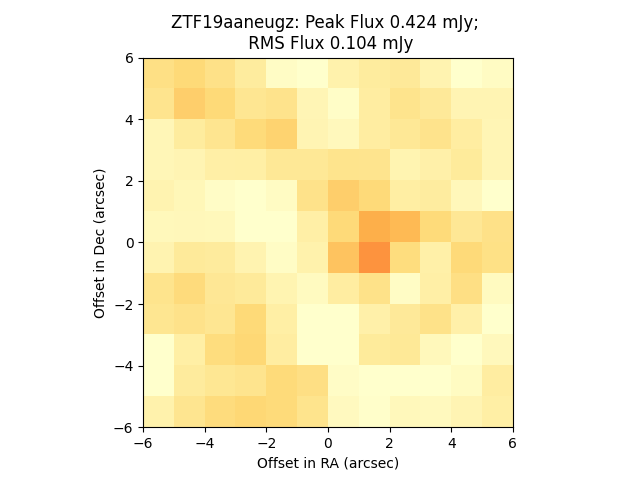 ZTF19aaneugz: Peak Flux 0.424 mJy;
RMS Flux 0.104 mJy
6
4
2
0
−2
−4
−6
Offset in Dec (arcsec)
−6 −4 −2 0 2 4 6
Offset in RA (arcsec)